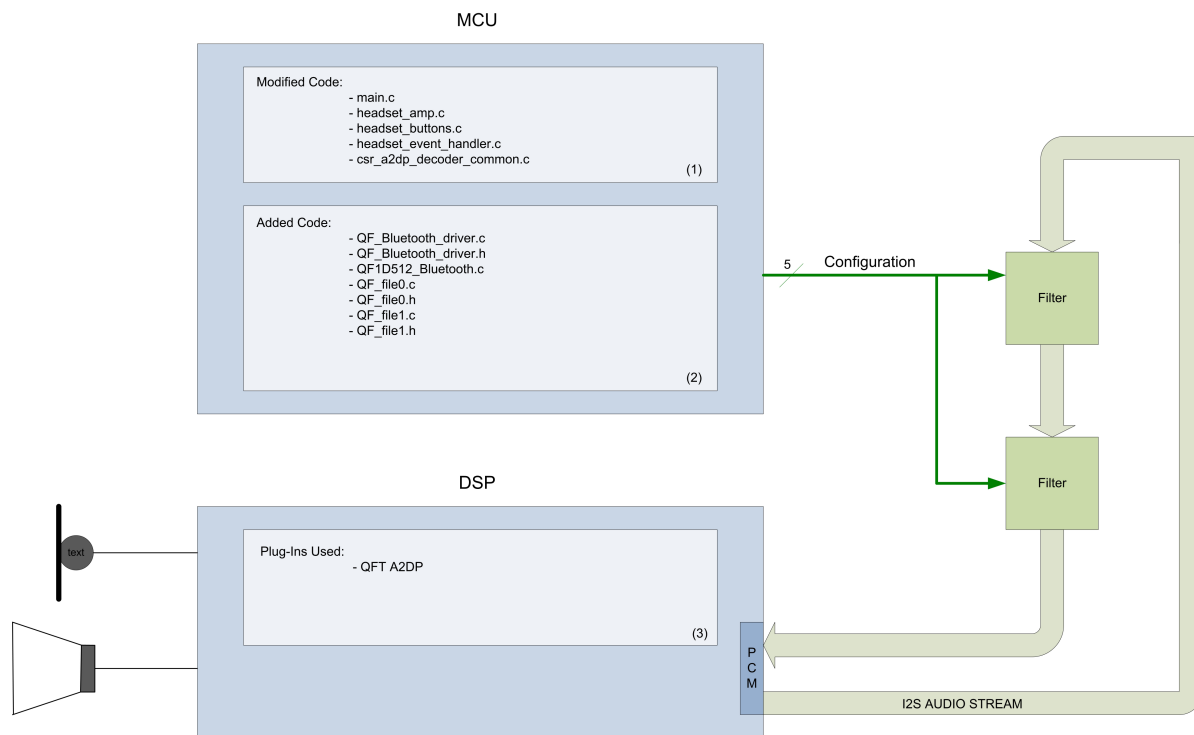 MCU
Modified Code:
- main.c
- headset_amp.c
- headset_buttons.c
- headset_event_handler.c
- csr_a2dp_decoder_common.c
(1)
Added Code:
- QF_Bluetooth_driver.c
- QF_Bluetooth_driver.h
- QF1D512_Bluetooth.c
- QF_file0.c
- QF_file0.h
- QF_file1.c
- QF_file1.h
(2)
5
Configuration
Filter
Filter
DSP
text
Plug-Ins Used:
- QFT A2DP
(3)
P
C
M
I2S AUDIO STREAM